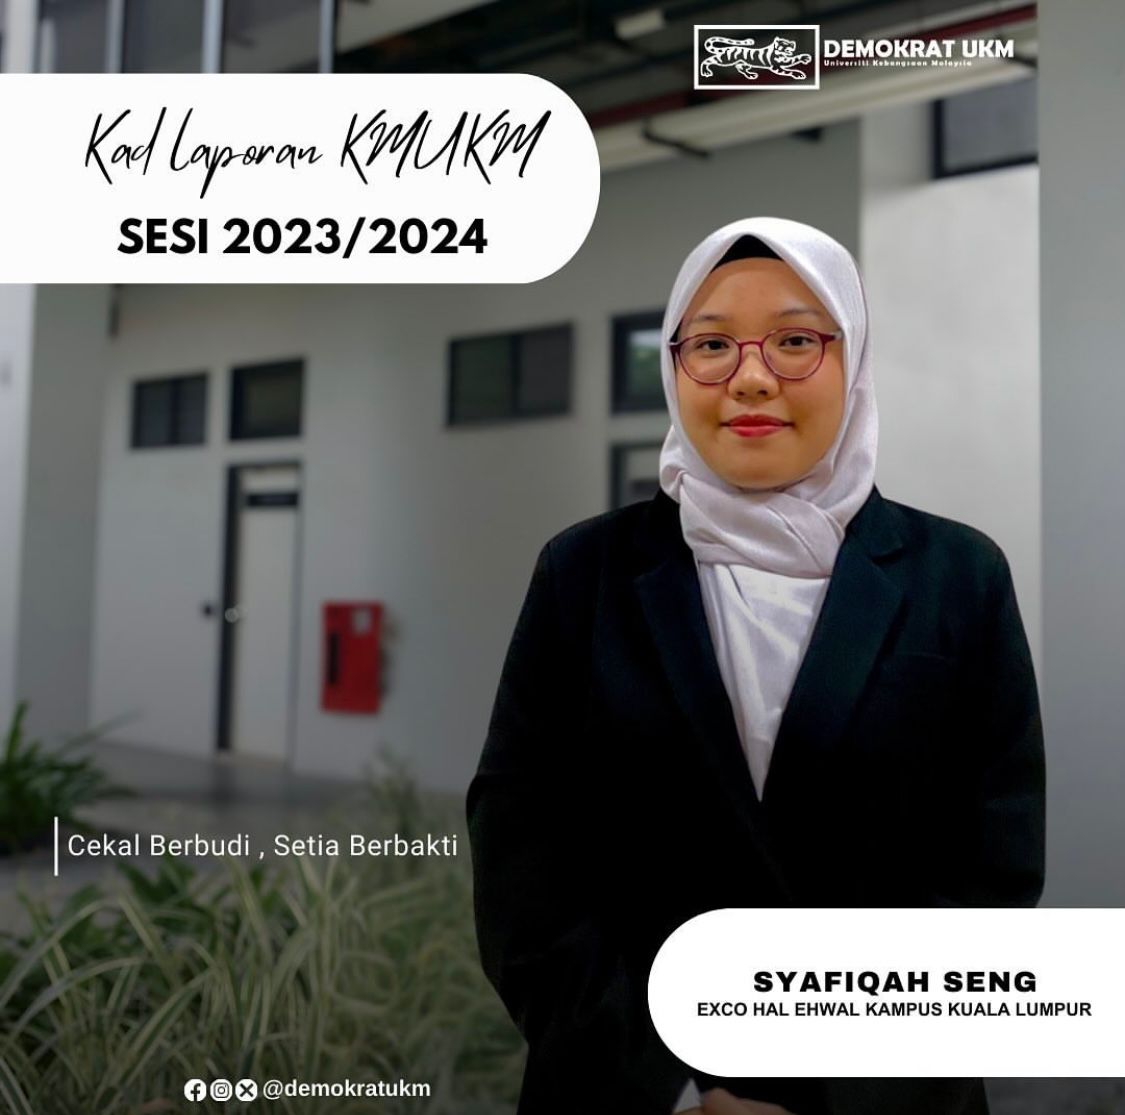 DEMOKRAT UKM
Universiti Kebangsaan Malaysia
Kad Laporan KMUKM
SESI 2023/2024
Cekal Berbudi , Setia Berbakti
SYAFIQAH SENG
EXCO HAL EHWAL KAMPUS KUALA LUMPUR
@demokratukm